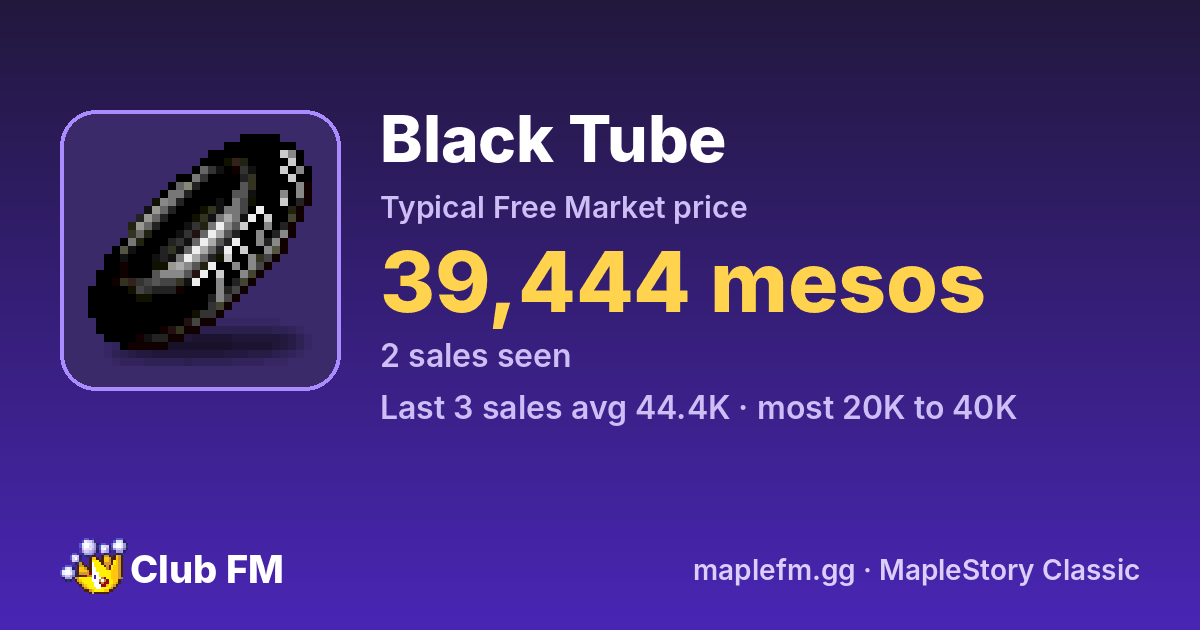 Black Tube
Typical Free Market price
39,444 mesos
2 sales seen
Last 3 sales avg 44.4K · most 20K to 40K
Club FM
maplefm.gg · MapleStory Classic